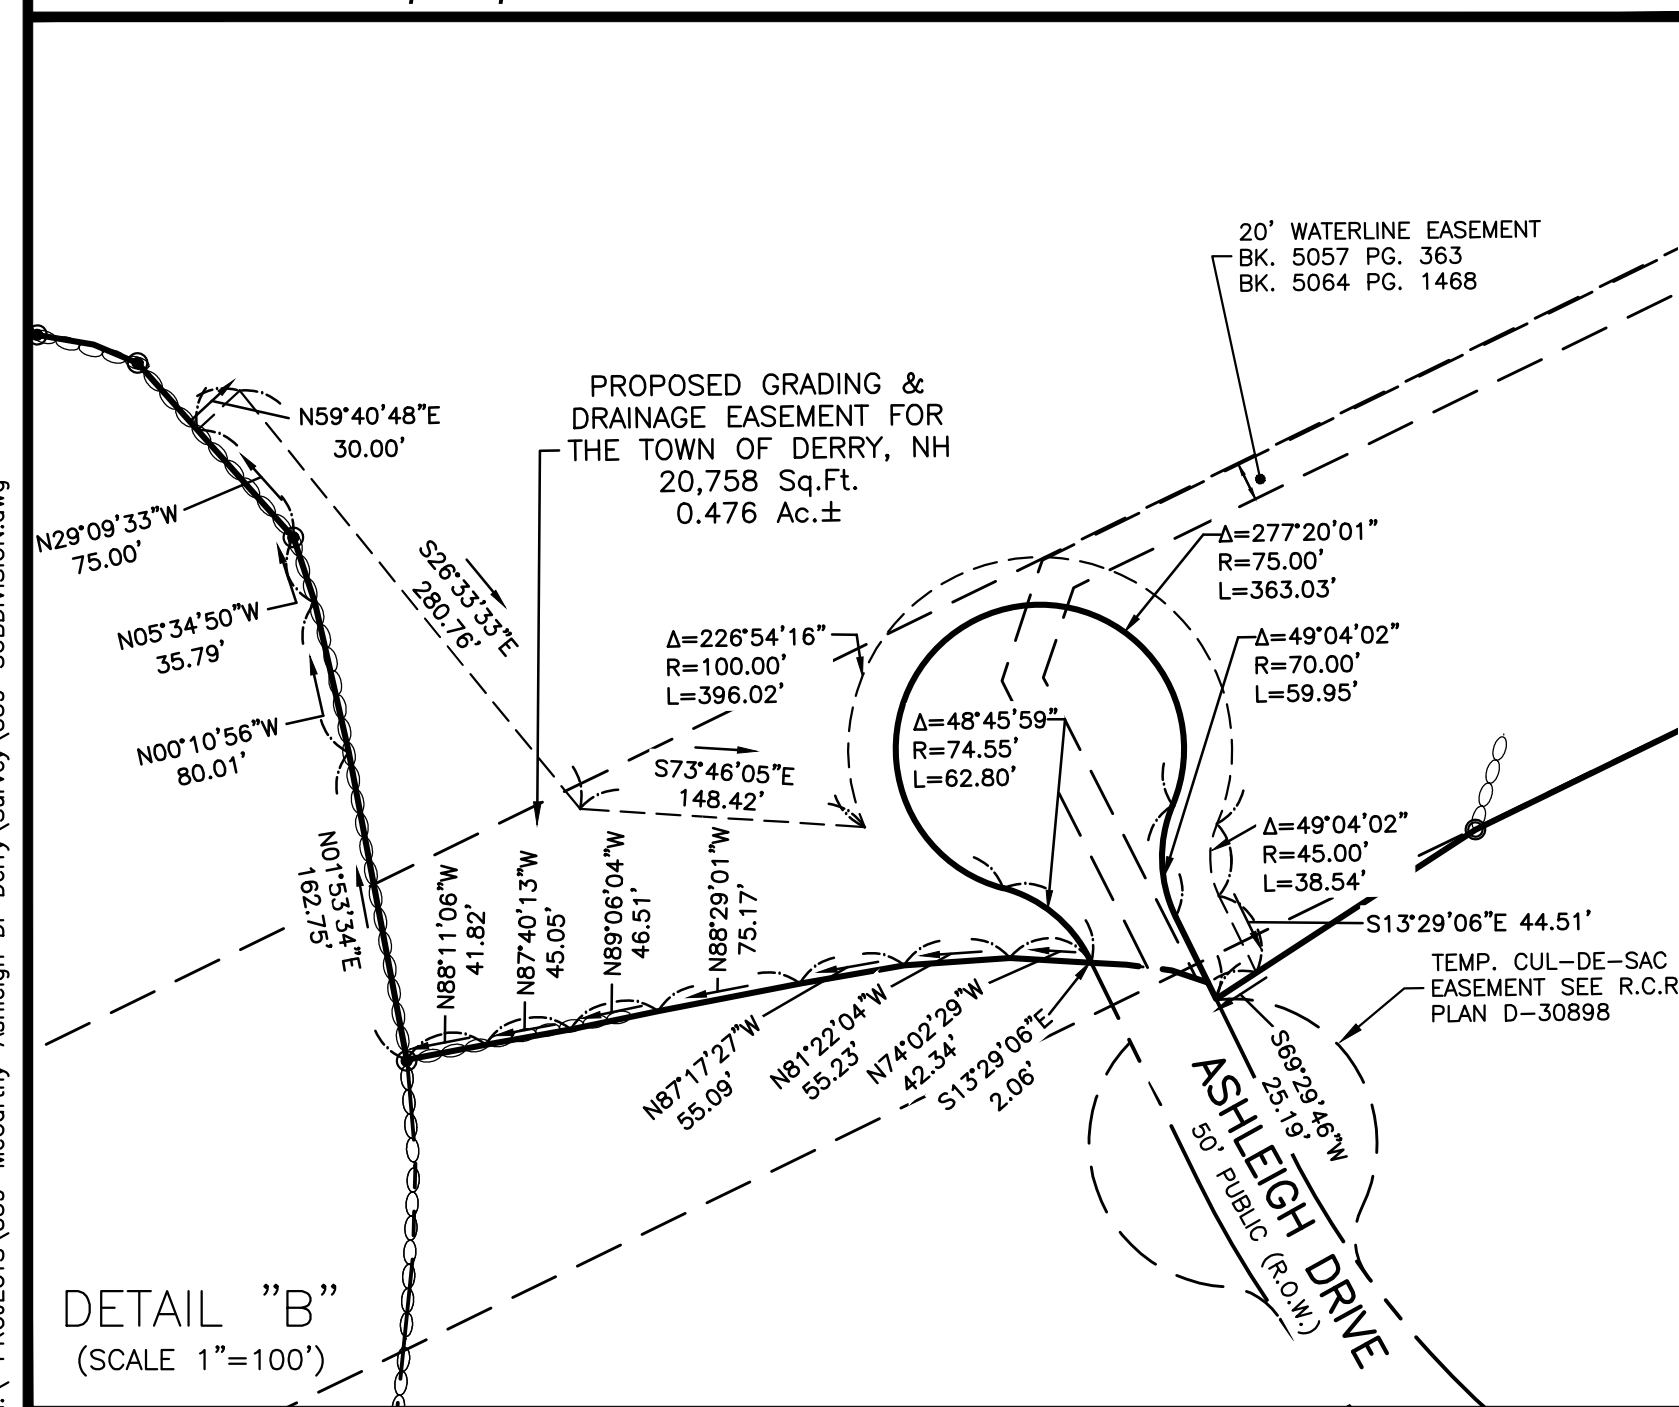 20' WATERLINE EASEMENT
BK. 5057 PG. 363
BK. 5064 PG. 1468
PROPOSED GRADING &
DRAINAGE EASEMENT FOR
THE TOWN OF DERRY, NH
20,758 Sq.Ft.
0.476 Ac.±
N59°40'48"E
30.00'
N29°09'33"W
75.00'
N05°34'50"W
35.79'
N00°10'56"W
80.01'
N01°53'34"E
162.75'
S26°33'33"E
280.76'
S73°46'05"E
148.42'
Δ=226°54'16"
R=100.00'
L=396.02'
Δ=277°20'01"
R=75.00'
L=363.03'
Δ=49°04'02"
R=70.00'
L=59.95'
Δ=48°45'59"
R=74.55'
L=62.80'
Δ=49°04'02"
R=45.00'
L=38.54'
S13°29'06"E 44.51'
TEMP. CUL-DE-SAC
EASEMENT SEE R.C.R
PLAN D-30898
N88°11'06"W
41.82'
N87°40'13"W
45.05'
N89°06'04"W
46.51'
N88°29'01"W
75.17'
N87°17'27"W
55.09'
N81°22'04"W
55.23'
N74°02'29"W
42.34'
S13°29'06"E
2.06'
S69°29'46"W
25.19'
ASHLEIGH DRIVE
50' PUBLIC (R.O.W.)
DETAIL "B"
(SCALE 1"=100')